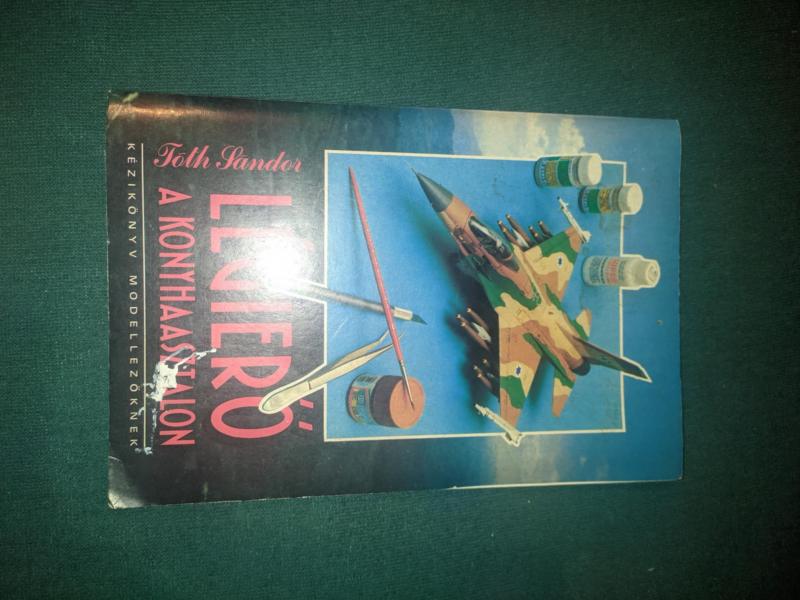 Tóth Sándor
LÉGIERŐ
A KONYHAASZTALON
KÉZIKÖNYV MODELLEZŐKNEK